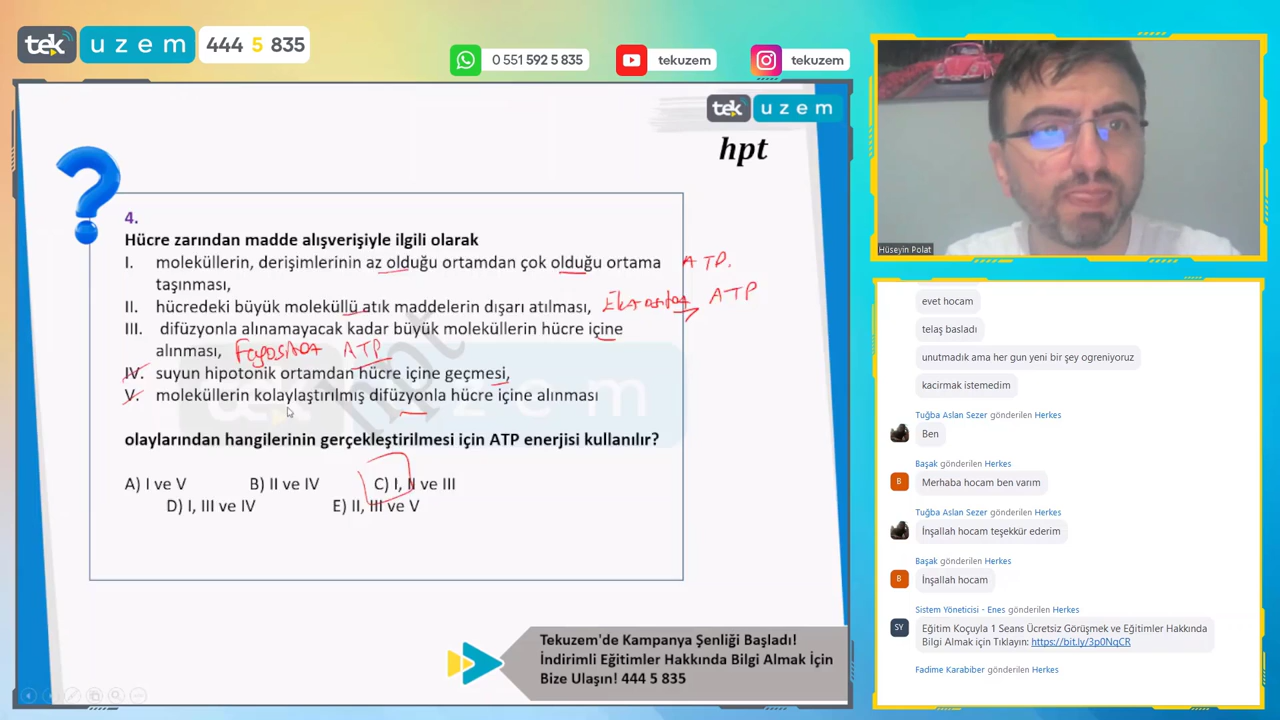 tek uzem 444 5 835
0 551 592 5 835
tekuzem
tekuzem
tek uzem
hpt
4.
Hücre zarından madde alışverişiyle ilgili olarak
I. moleküllerin, derişimlerinin az olduğu ortamdan çok olduğu ortama
ATP.
taşınması,
II. hücredeki büyük moleküllü atık maddelerin dışarı atılması,
ATP
III. difüzyonla alınamayacak kadar büyük moleküllerin hücre içine
alınması,
ATP
IV. suyun hipotonik ortamdan hücre içine geçmesi,
V. moleküllerin kolaylaştırılmış difüzyonla hücre içine alınması
olaylarından hangilerinin gerçekleştirilmesi için ATP enerjisi kullanılır?
A) I ve V B) II ve IV C) I, II ve III
D) I, III ve IV E) II, III ve V
hpt
uzem
Tekuzem'de Kampanya Şenliği Başladı!
İndirimli Eğitimler Hakkında Bilgi Almak İçin
Bize Ulaşın! 444 5 835
Hüseyin Polat
evet hocam
telaş basladı
unutmadık ama her gun yeni bir şey ogreniyoruz
kacirmak istemedim
Tuğba Aslan Sezer gönderilen Herkes
Ben
Başak gönderilen Herkes
B
Merhaba hocam ben varım
Tuğba Aslan Sezer gönderilen Herkes
İnşallah hocam teşekkür ederim
Başak gönderilen Herkes
B
İnşallah hocam
Sistem Yöneticisi - Enes gönderilen Herkes
SY
Eğitim Koçuyla 1 Seans Ücretsiz Görüşmek ve Eğitimler Hakkında
Bilgi Almak için Tıklayın: https://bit.ly/3p0NqCR
Fadime Karabiber gönderilen Herkes